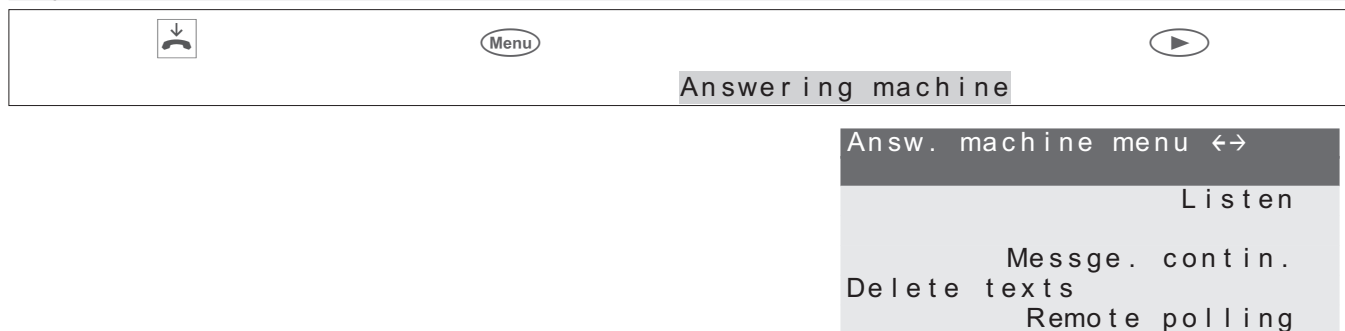 Menu
Answering machine
Answ. machine menu ←→
Listen
Messge. contin.
Delete texts
Remote polling